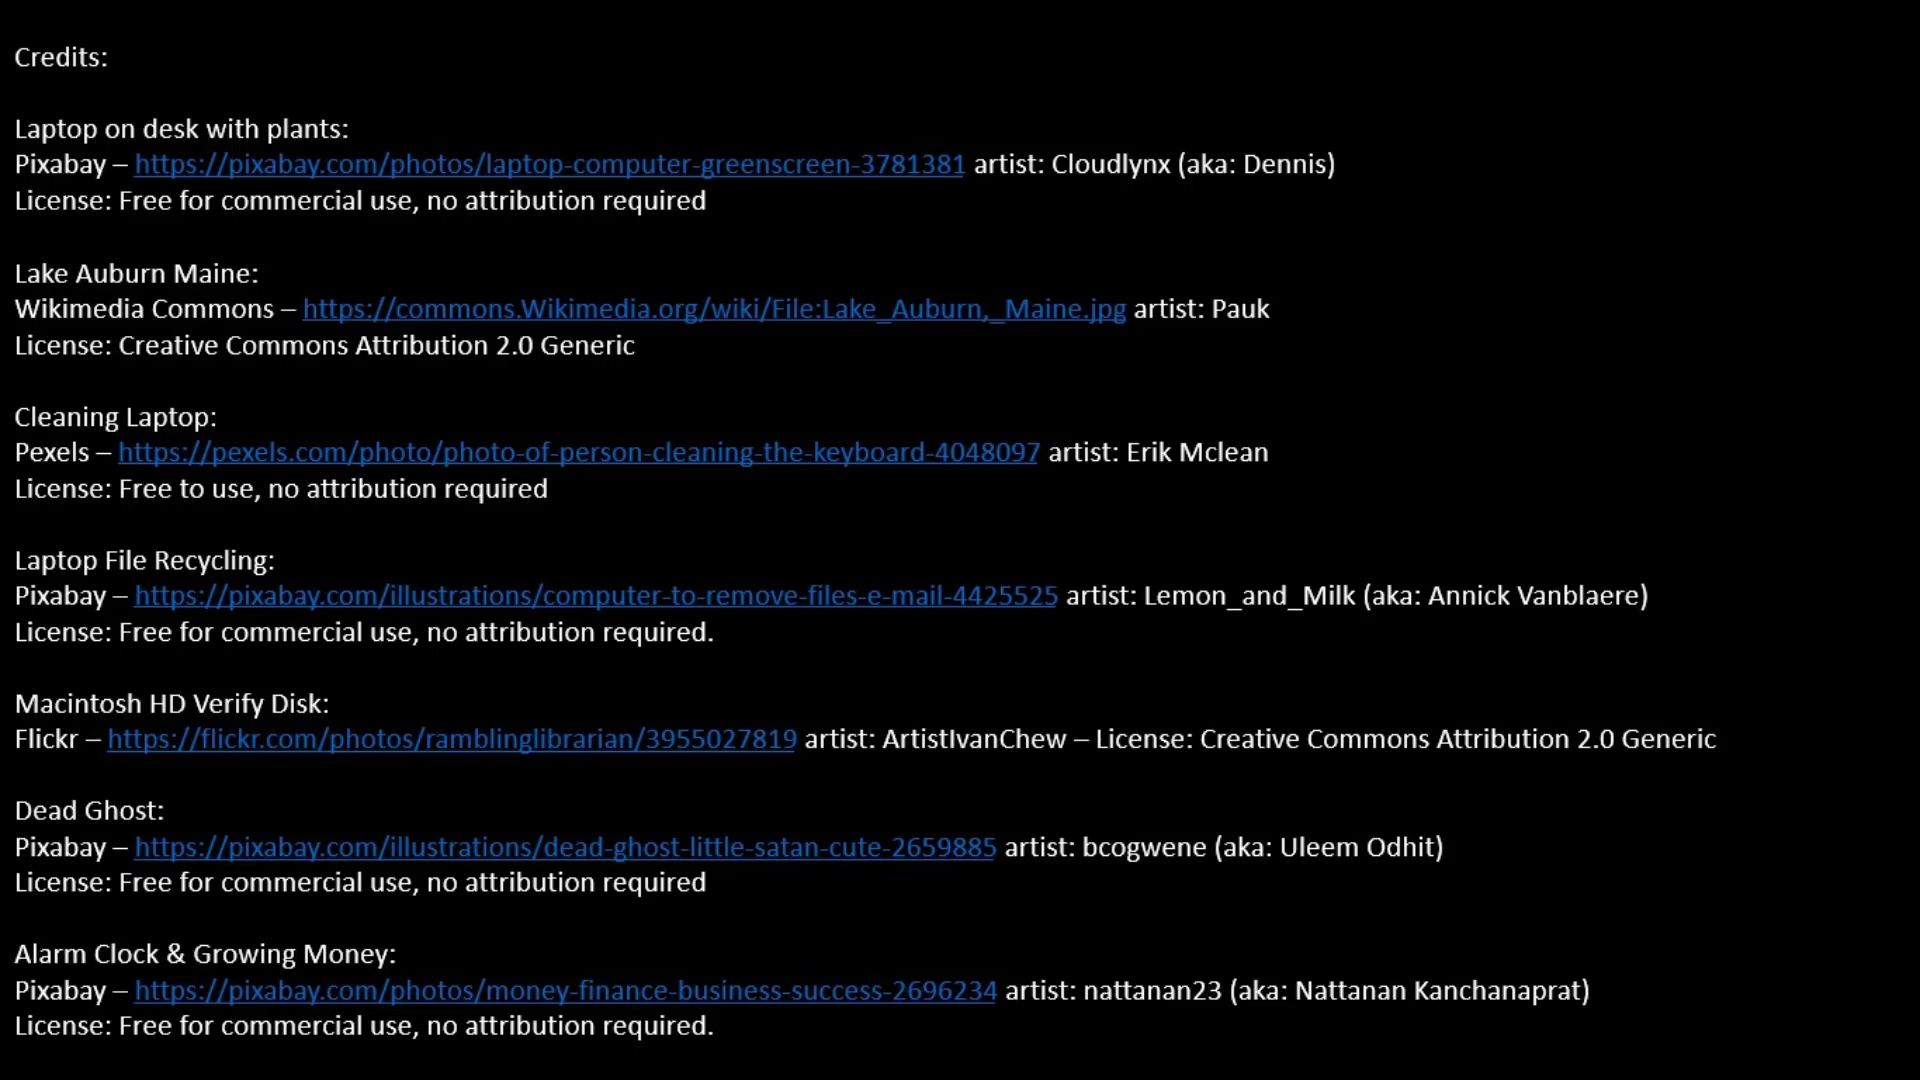 Credits:
Laptop on desk with plants:
Pixabay – https://pixabay.com/photos/laptop-computer-greenscreen-3781381 artist: Cloudlynx (aka: Dennis)
License: Free for commercial use, no attribution required
Lake Auburn Maine:
Wikimedia Commons – https://commons.Wikimedia.org/wiki/File:Lake_Auburn,_Maine.jpg artist: Pauk
License: Creative Commons Attribution 2.0 Generic
Cleaning Laptop:
Pexels – https://pexels.com/photo/photo-of-person-cleaning-the-keyboard-4048097 artist: Erik Mclean
License: Free to use, no attribution required
Laptop File Recycling:
Pixabay – https://pixabay.com/illustrations/computer-to-remove-files-e-mail-4425525 artist: Lemon_and_Milk (aka: Annick Vanblaere)
License: Free for commercial use, no attribution required.
Macintosh HD Verify Disk:
Flickr – https://flickr.com/photos/ramblinglibrarian/3955027819 artist: ArtistIvanChew – License: Creative Commons Attribution 2.0 Generic
Dead Ghost:
Pixabay – https://pixabay.com/illustrations/dead-ghost-little-satan-cute-2659885 artist: bcogwene (aka: Uleem Odhit)
License: Free for commercial use, no attribution required
Alarm Clock & Growing Money:
Pixabay – https://pixabay.com/photos/money-finance-business-success-2696234 artist: nattanan23 (aka: Nattanan Kanchanaprat)
License: Free for commercial use, no attribution required.